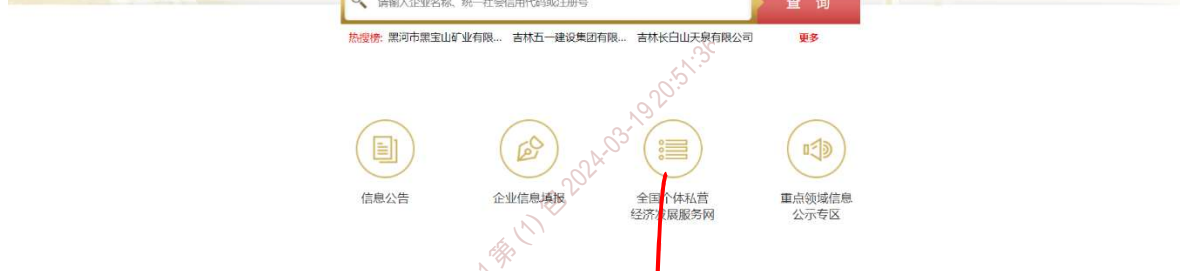 请输入企业名称、统一社会信用代码或注册号
查 询
热搜榜: 黑河市黑宝山矿业有限... 吉林五一建设集团有限... 吉林长白山天泉有限公司 更多
信息公告
企业信息填报
全国个体私营
经济发展服务网
重点领域信息
公示专区
第 (1) 2024-03-19 20:51:36